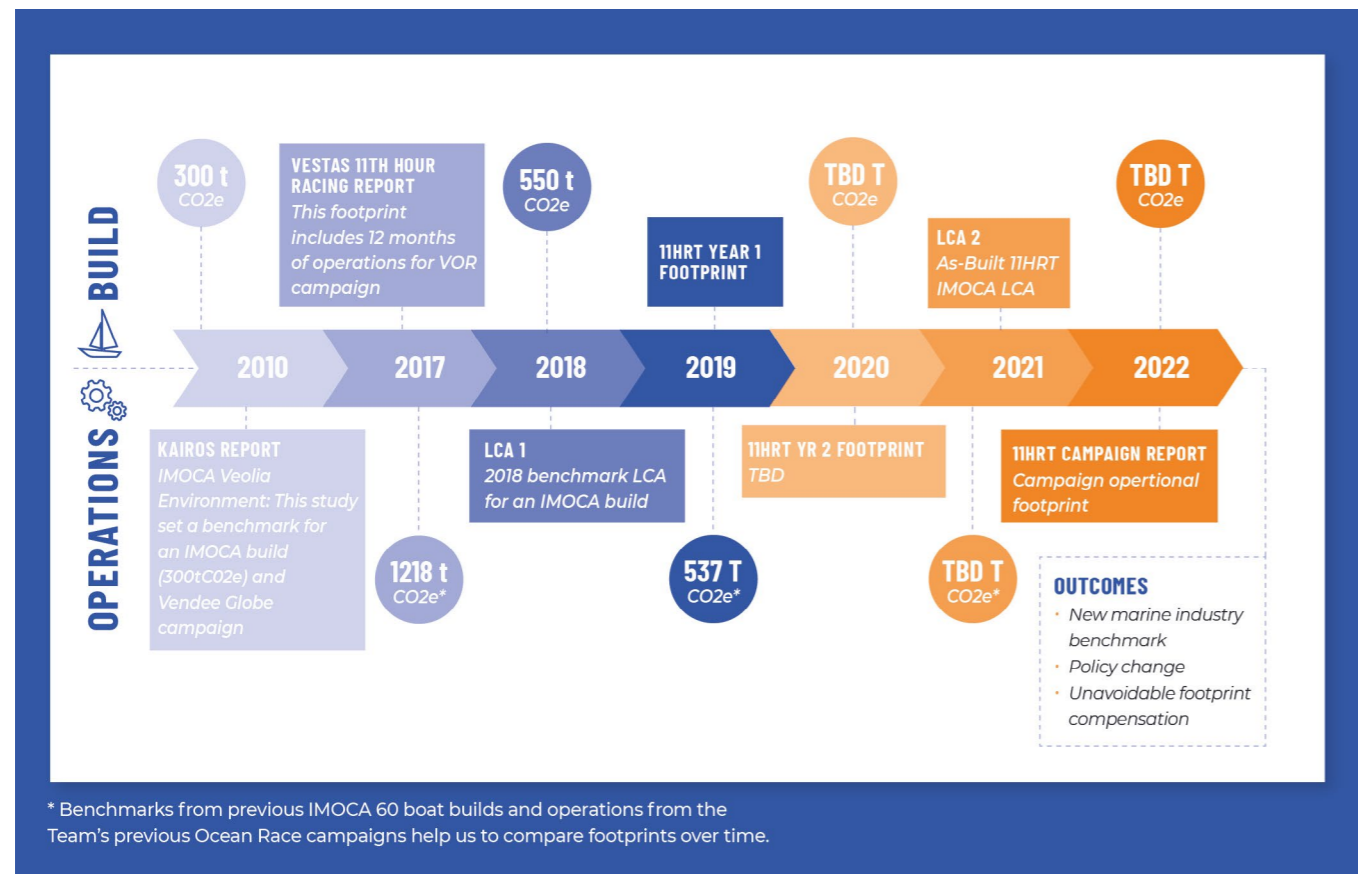 BUILD
OPERATIONS
300 t
CO2e
VESTAS 11TH HOUR
RACING REPORT
This footprint
includes 12 months
of operations for VOR
campaign
550 t
CO2e
11HRT YEAR 1
FOOTPRINT
TBD T
CO2e
LCA 2
As-Built 11HRT
IMOCA LCA
TBD T
CO2e
2010
2017
2018
2019
2020
2021
2022
KAIROS REPORT
IMOCA Veolia
Environment: This study
set a benchmark for
an IMOCA build
(300tC02e) and
Vendee Globe
campaign
1218 t
CO2e*
LCA 1
2018 benchmark LCA
for an IMOCA build
537 T
CO2e*
11HRT YR 2 FOOTPRINT
TBD
TBD T
CO2e*
11HRT CAMPAIGN REPORT
Campaign opertional
footprint
OUTCOMES
• New marine industry
benchmark
• Policy change
• Unavoidable footprint
compensation
* Benchmarks from previous IMOCA 60 boat builds and operations from the
Team's previous Ocean Race campaigns help us to compare footprints over time.